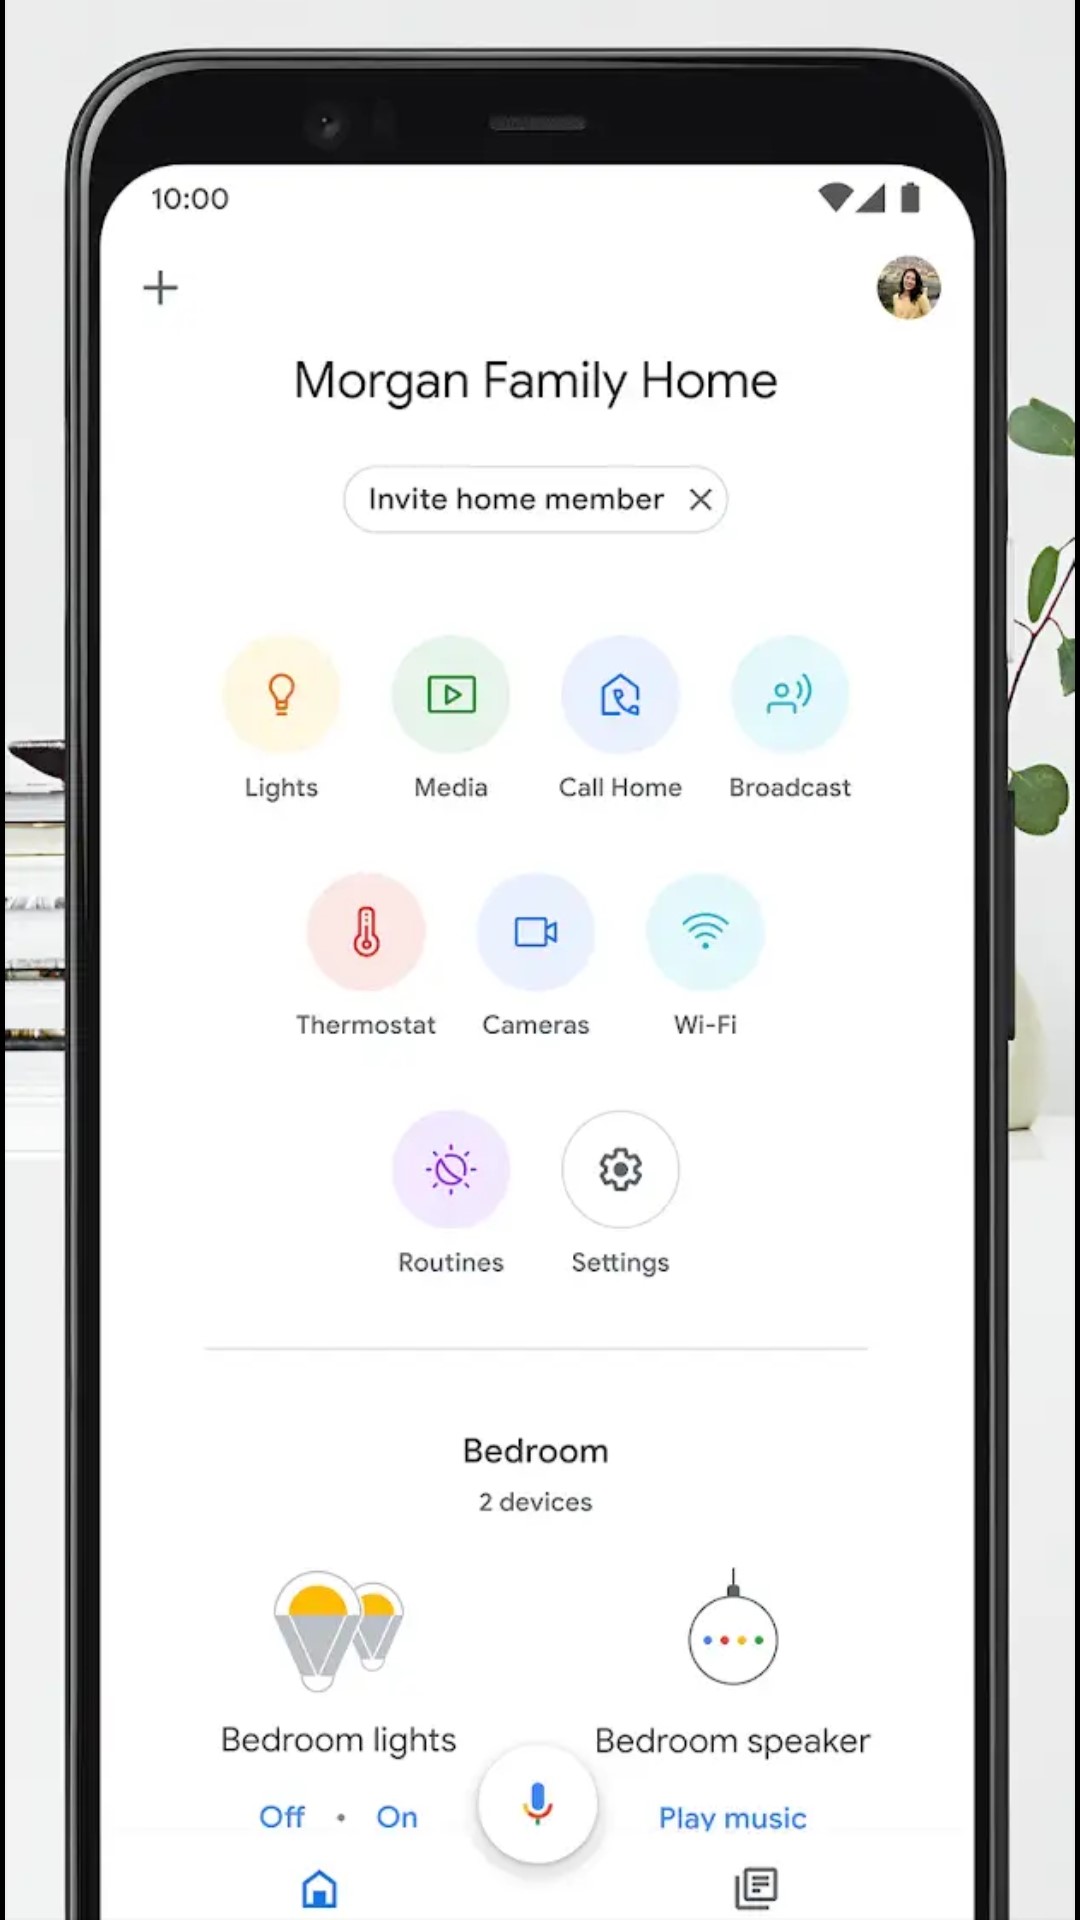 10:00
Morgan Family Home
Invite home member
Lights Media Call Home Broadcast
Thermostat Cameras Wi-Fi
Routines Settings
Bedroom
2 devices
Bedroom lights Bedroom speaker
Off • On Play music